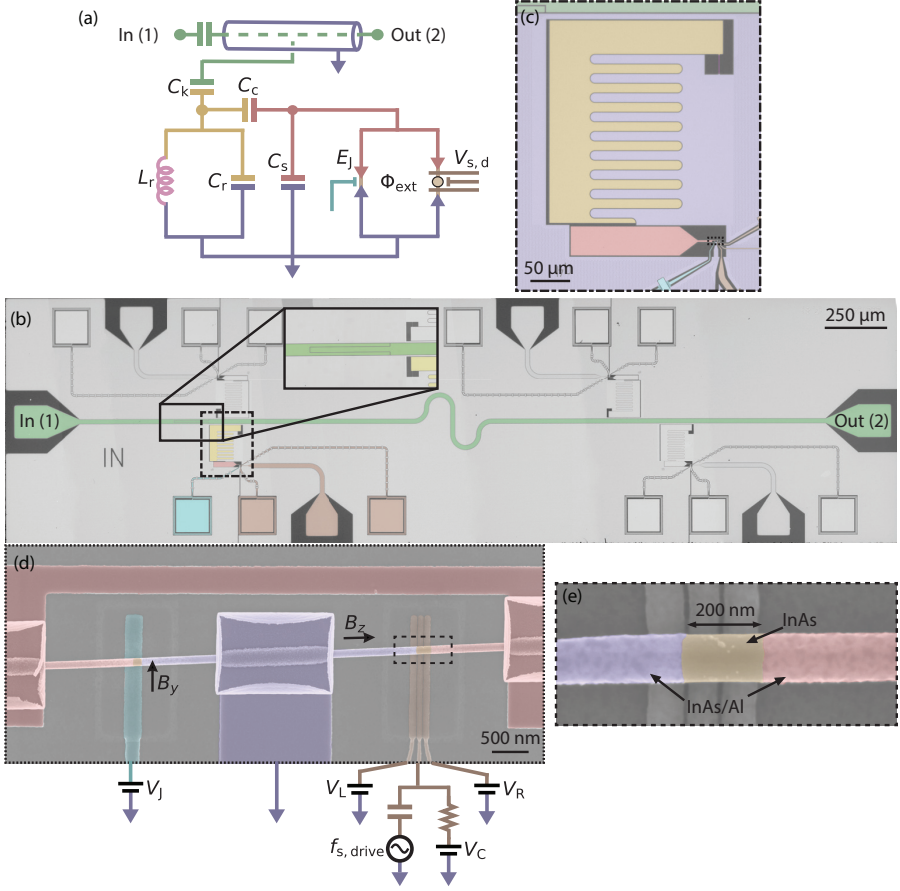 (a)
In (1)
Out (2)
C_k
C_c
L_r
C_r
C_s
E_J
Φ_ext
V_s,d
(c)
50 μm
(b)
250 μm
In (1)
Out (2)
IN
(d)
B_z
B_y
500 nm
(e)
200 nm
InAs
InAs/Al
V_J
V_L
V_R
f_s,drive
V_C